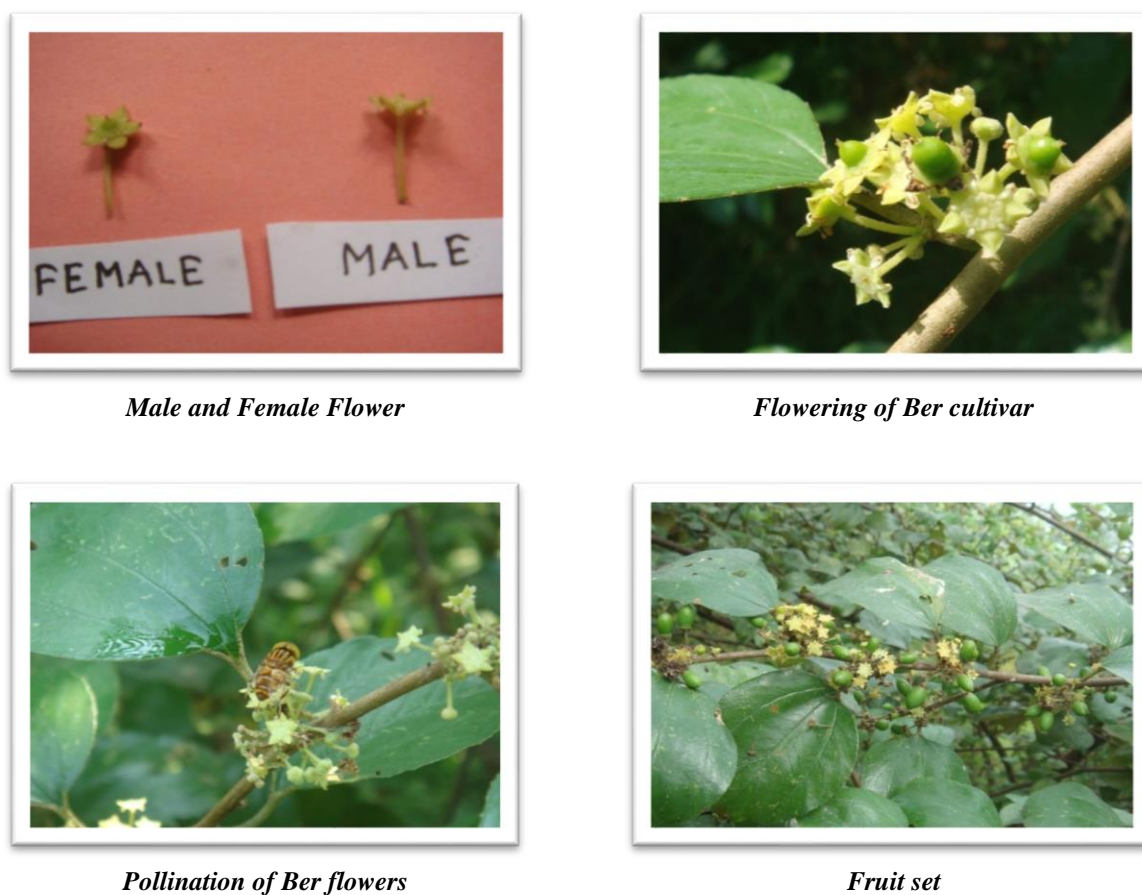 FEMALE
MALE
Male and Female Flower
Flowering of Ber cultivar
Pollination of Ber flowers
Fruit set